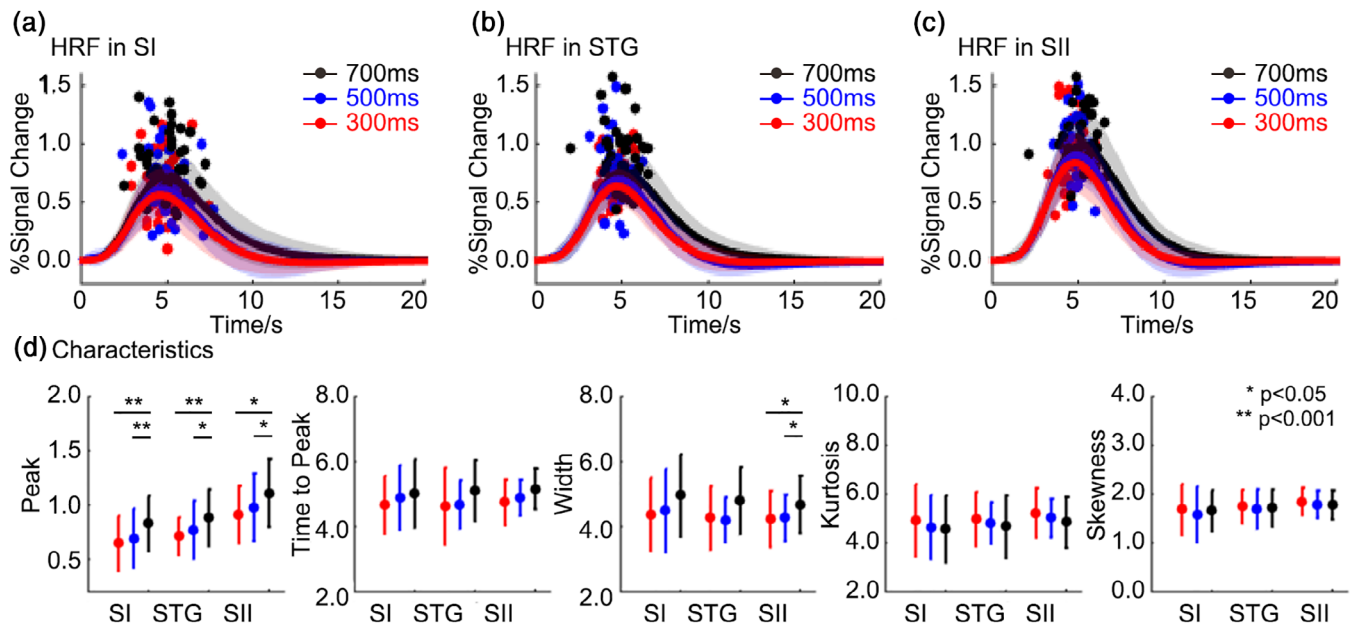 (a)
HRF in SI
700ms
500ms
300ms
%Signal Change
1.5
1.0
0.5
0.0
0 5 10 15 20
Time/s
(b)
HRF in STG
700ms
500ms
300ms
%Signal Change
1.5
1.0
0.5
0.0
0 5 10 15 20
Time/s
(c)
HRF in SII
700ms
500ms
300ms
%Signal Change
1.5
1.0
0.5
0.0
0 5 10 15 20
Time/s
(d) Characteristics
Peak
2.0
1.5
1.0
0.5
** ** *
** * *
SI STG SII
Time to Peak
8.0
6.0
4.0
2.0
SI STG SII
Width
8.0
6.0
4.0
2.0
*
*
SI STG SII
Kurtosis
10.0
8.0
6.0
4.0
2.0
SI STG SII
Skewness
4.0
3.0
2.0
1.0
0.0
* p<0.05
** p<0.001
SI STG SII